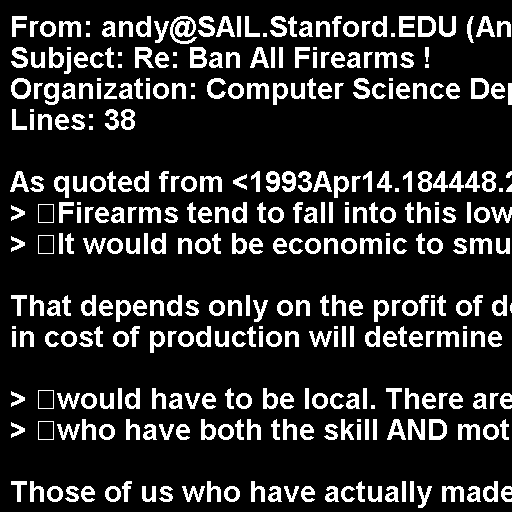 From: andy@SAIL.Stanford.EDU (An
Subject: Re: Ban All Firearms !
Organization: Computer Science Dep
Lines: 38

As quoted from <1993Apr14.184448.2
> □Firearms tend to fall into this low
> □It would not be economic to smu

That depends only on the profit of d
in cost of production will determine

> □would have to be local. There are
> □who have both the skill AND mot

Those of us who have actually made